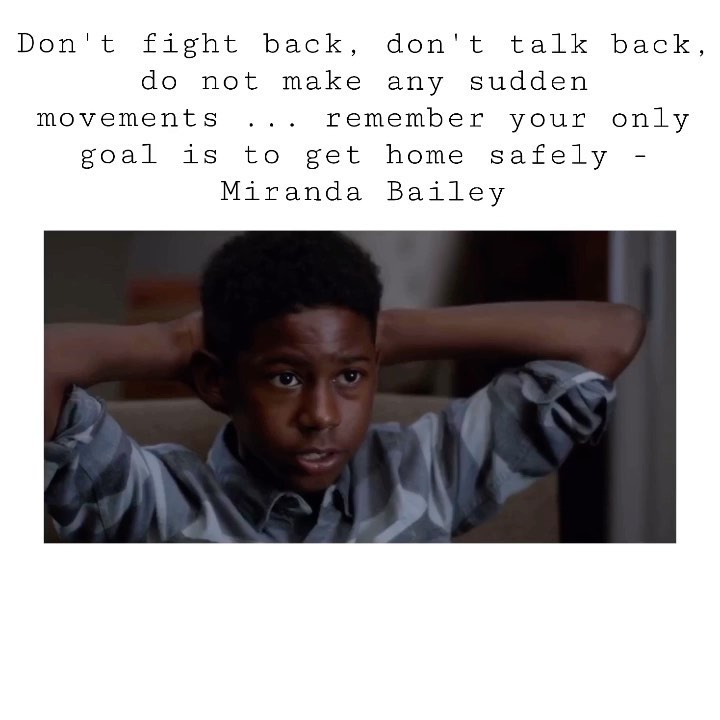 Don't fight back, don't talk back,
do not make any sudden
movements ... remember your only
goal is to get home safely -
Miranda Bailey